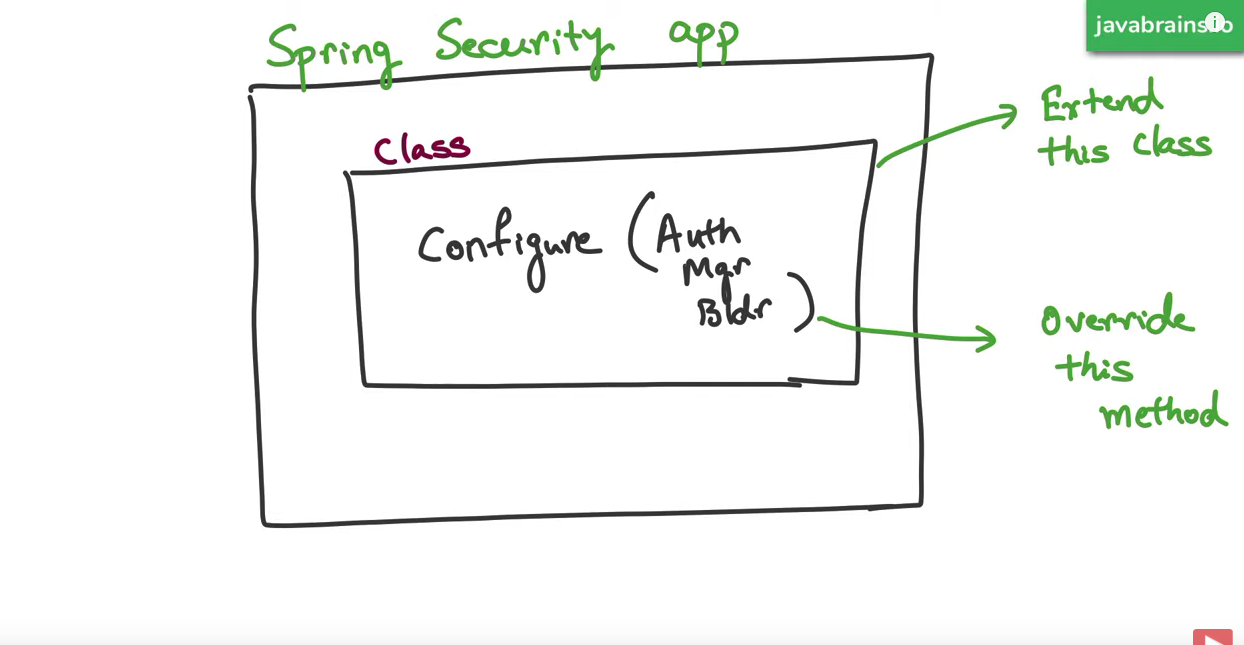 Spring Security app
javabrains.io
Class
Extend
this class
Configure (Auth
Mgr
Bldr)
Override
this
method